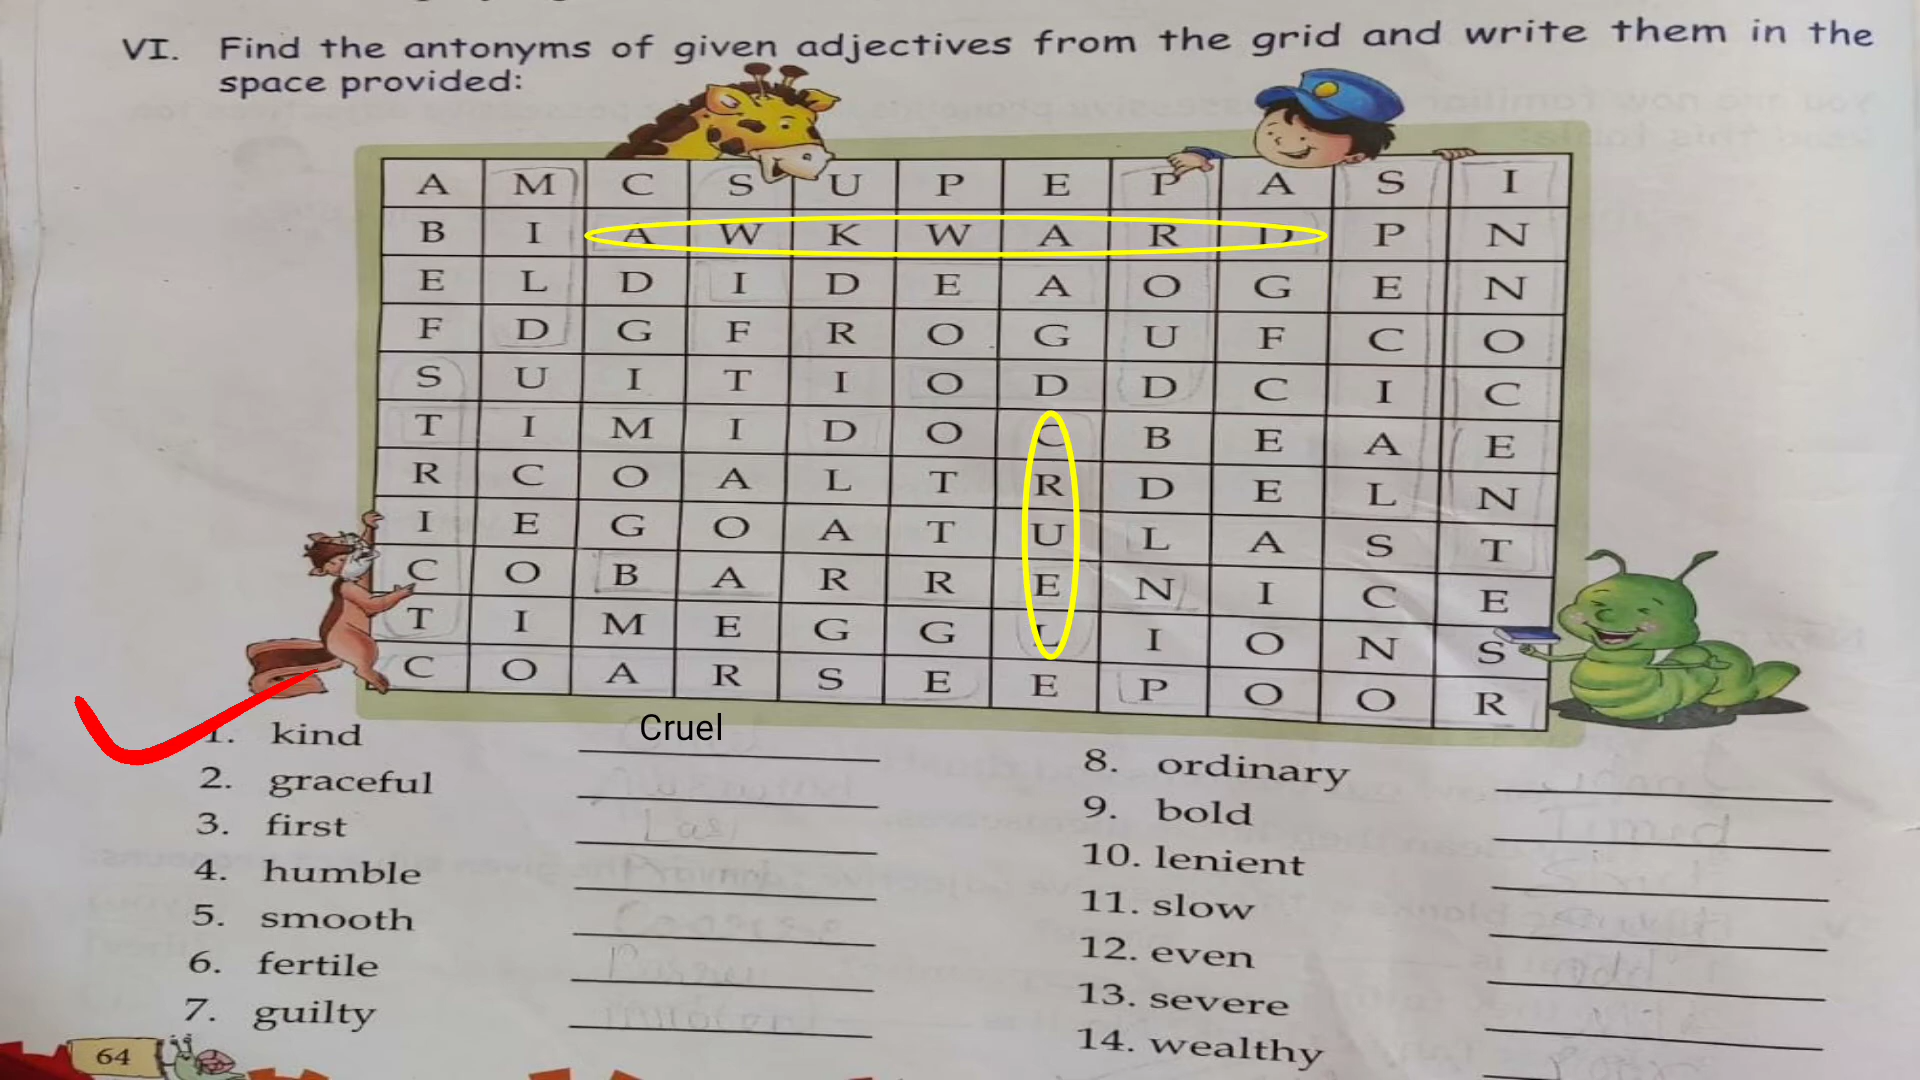 VI. Find the antonyms of given adjectives from the grid and write them in the
space provided:
A M C S U P E P A S I
B I A W K W A R D P N
E L D I D E A O G E N
F D G F R O G U F C O
S U I T I O D D C I C
T I M I D O C B E A E
R C O A L T R D E L N
I E G O A T U L A S T
C O B A R R E N I C E
T I M E G G L I O N S
C O A R S E E P O O R
1. kind Cruel
2. graceful
3. first
4. humble
5. smooth
6. fertile
7. guilty
8. ordinary
9. bold
10. lenient
11. slow
12. even
13. severe
14. wealthy
64